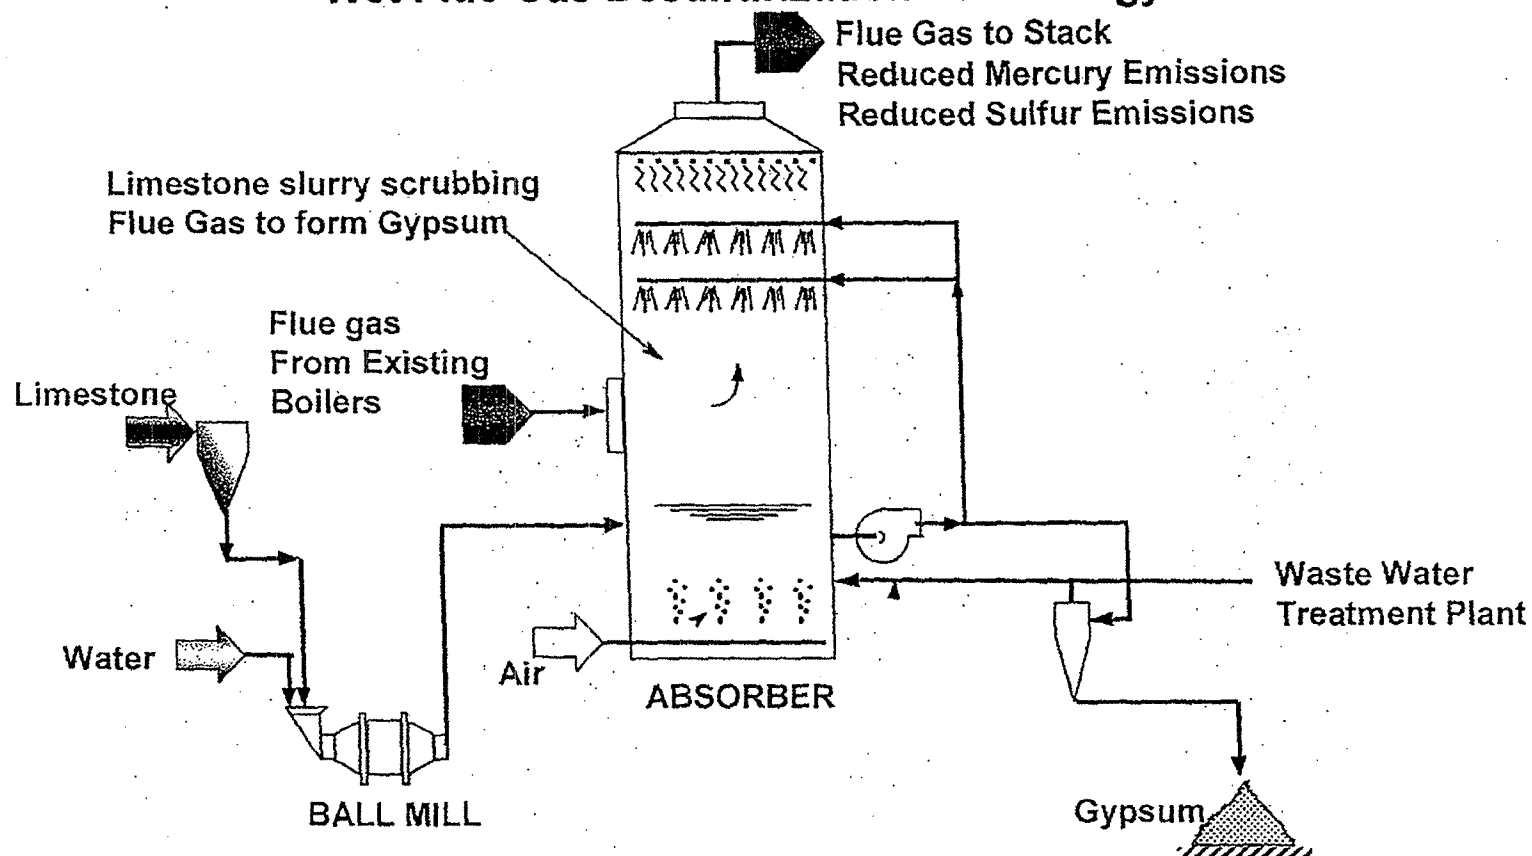 Flue Gas to Stack
Reduced Mercury Emissions
Reduced Sulfur Emissions
Limestone slurry scrubbing
Flue Gas to form Gypsum
Flue gas
From Existing
Boilers
Limestone
Water
Air
ABSORBER
BALL MILL
Waste Water
Treatment Plant
Gypsum